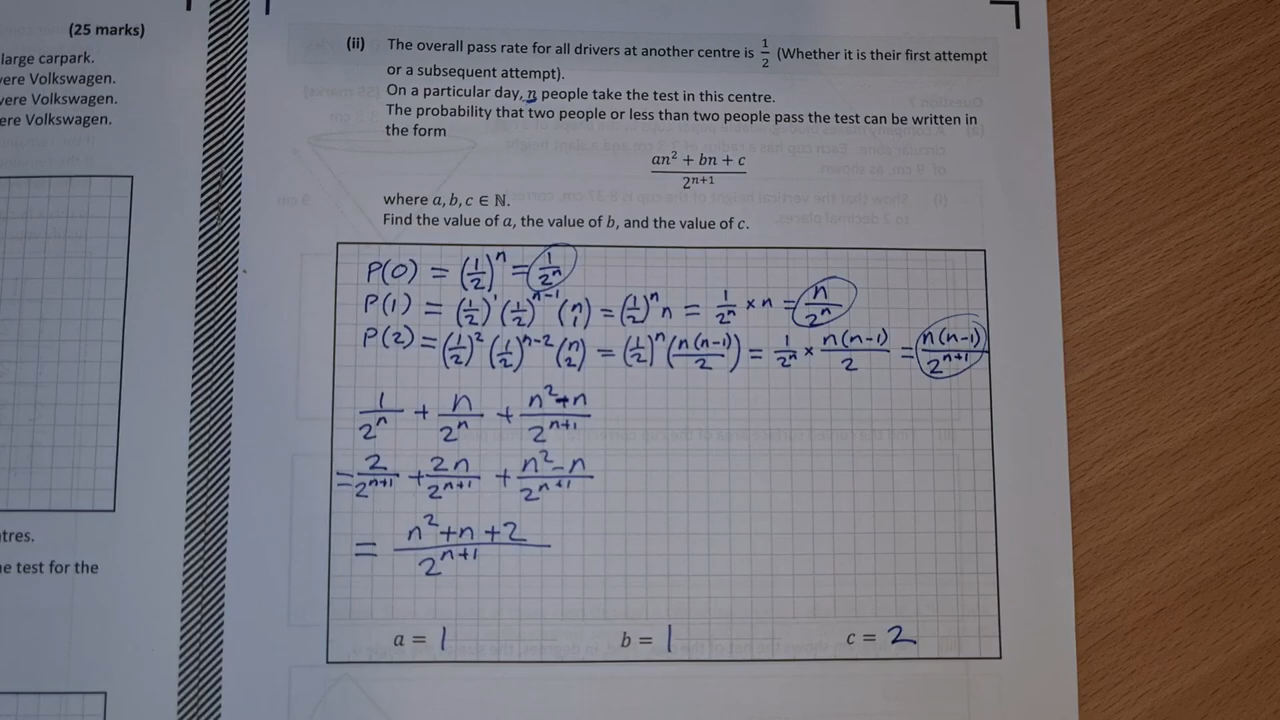 (25 marks)
large carpark.
vere Volkswagen.
vere Volkswagen.
ere Volkswagen.
tres.
e test for the
(ii) The overall pass rate for all drivers at another centre is 1/2 (Whether it is their first attempt
or a subsequent attempt).
On a particular day, n people take the test in this centre.
The probability that two people or less than two people pass the test can be written in
the form
(an² + bn + c)/(2ⁿ⁺¹)
where a, b, c ∈ ℕ.
Find the value of a, the value of b, and the value of c.
P(0) = (1/2)ⁿ = 1/2ⁿ
P(1) = (1/2)¹ (1/2)ⁿ⁻¹ (n 1) = (1/2)ⁿ n = 1/2ⁿ × n = n/2ⁿ
P(2) = (1/2)² (1/2)ⁿ⁻² (n 2) = (1/2)ⁿ (n(n-1)/2) = 1/2ⁿ × n(n-1)/2 = n(n-1)/2ⁿ⁺¹
1/2ⁿ + n/2ⁿ + (n²+n)/2ⁿ⁺¹
= 2/2ⁿ⁺¹ + 2n/2ⁿ⁺¹ + (n²-n)/2ⁿ⁺¹
= (n²+n+2)/2ⁿ⁺¹
a = 1 b = 1 c = 2